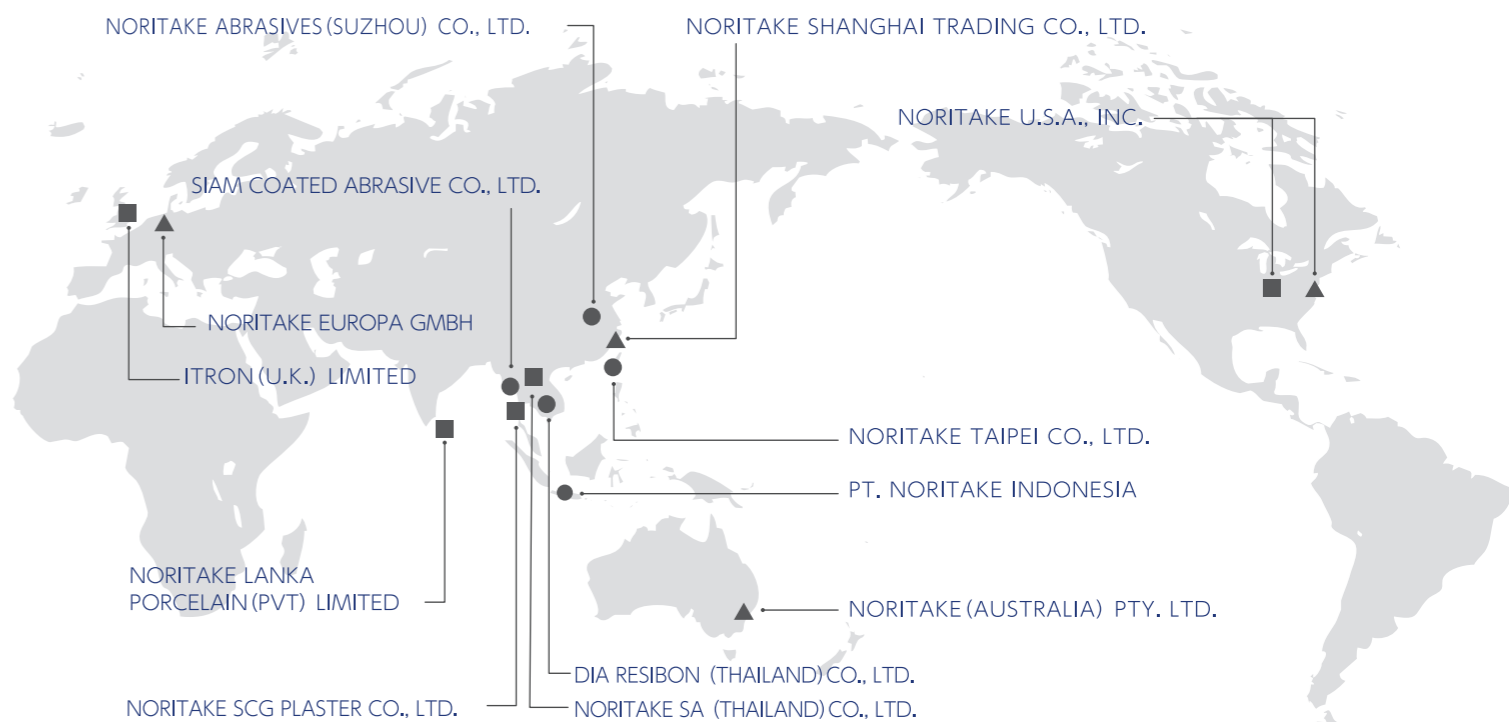 NORITAKE ABRASIVES (SUZHOU) CO., LTD.
NORITAKE SHANGHAI TRADING CO., LTD.
NORITAKE U.S.A., INC.
SIAM COATED ABRASIVE CO., LTD.
NORITAKE EUROPA GMBH
ITRON (U.K.) LIMITED
NORITAKE TAIPEI CO., LTD.
PT. NORITAKE INDONESIA
NORITAKE LANKA
PORCELAIN (PVT) LIMITED
NORITAKE (AUSTRALIA) PTY. LTD.
DIA RESIBON (THAILAND) CO., LTD.
NORITAKE SCG PLASTER CO., LTD.
NORITAKE SA (THAILAND) CO., LTD.